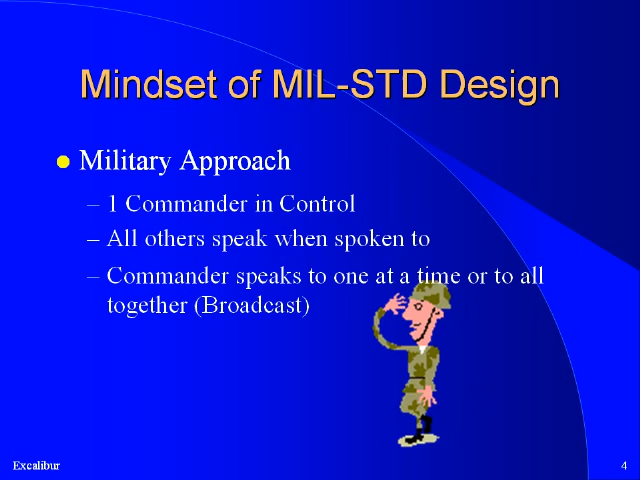 Mindset of MIL-STD Design
Military Approach
– 1 Commander in Control
– All others speak when spoken to
– Commander speaks to one at a time or to all
together (Broadcast)
Excalibur
4